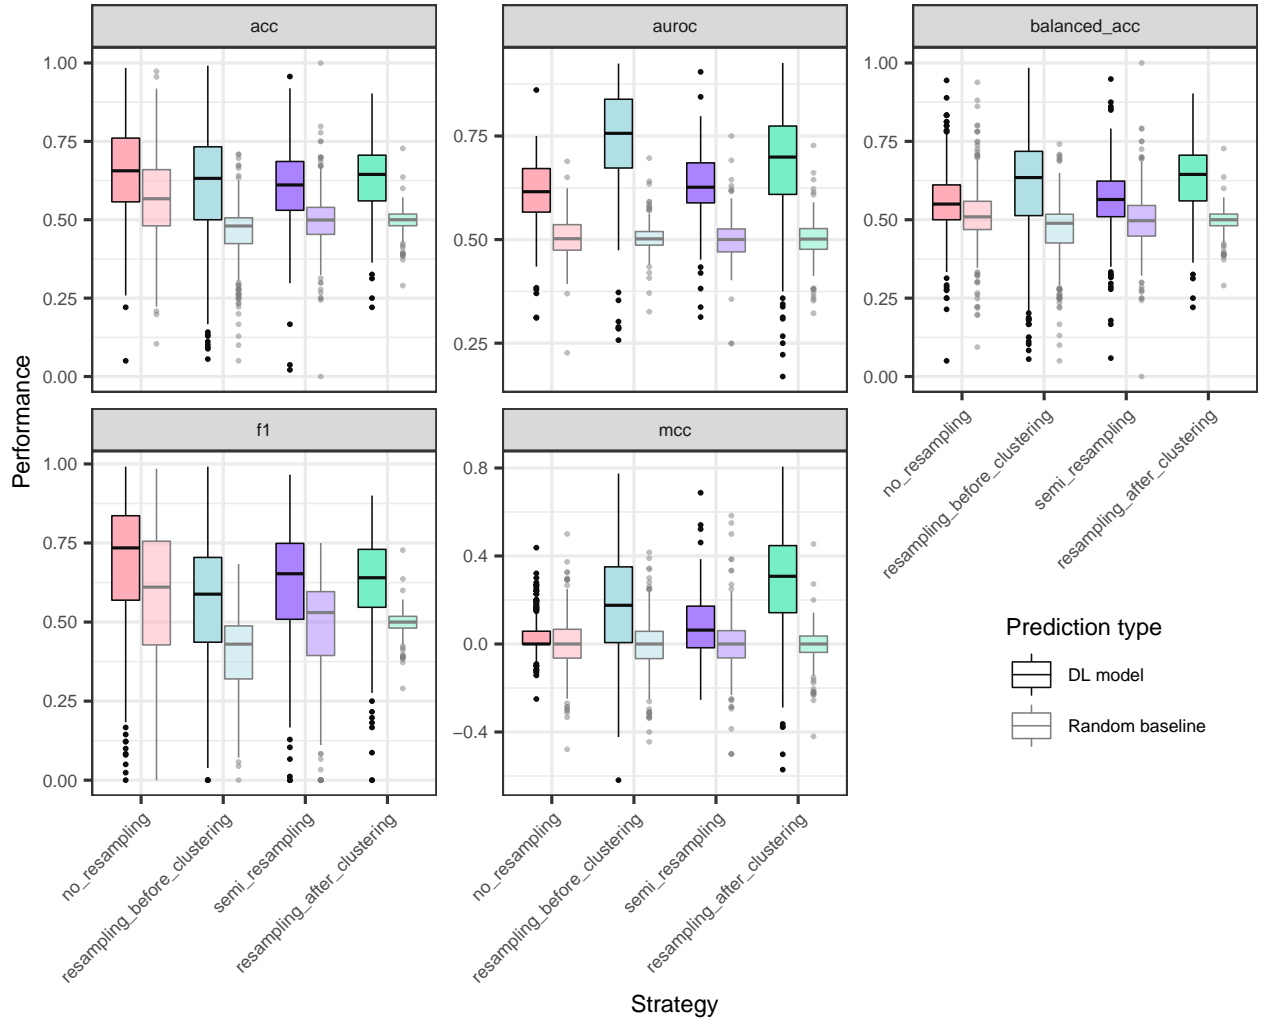 acc
auroc
balanced_acc
1.00
0.75
0.50
0.25
0.00
0.75
0.50
0.25
1.00
0.75
0.50
0.25
0.00
Performance
f1
mcc
1.00
0.75
0.50
0.25
0.00
0.8
0.4
0.0
−0.4
no_resampling
resampling_before_clustering
semi_resampling
resampling_after_clustering
no_resampling
resampling_before_clustering
semi_resampling
resampling_after_clustering
no_resampling
resampling_before_clustering
semi_resampling
resampling_after_clustering
Prediction type
DL model
Random baseline
Strategy